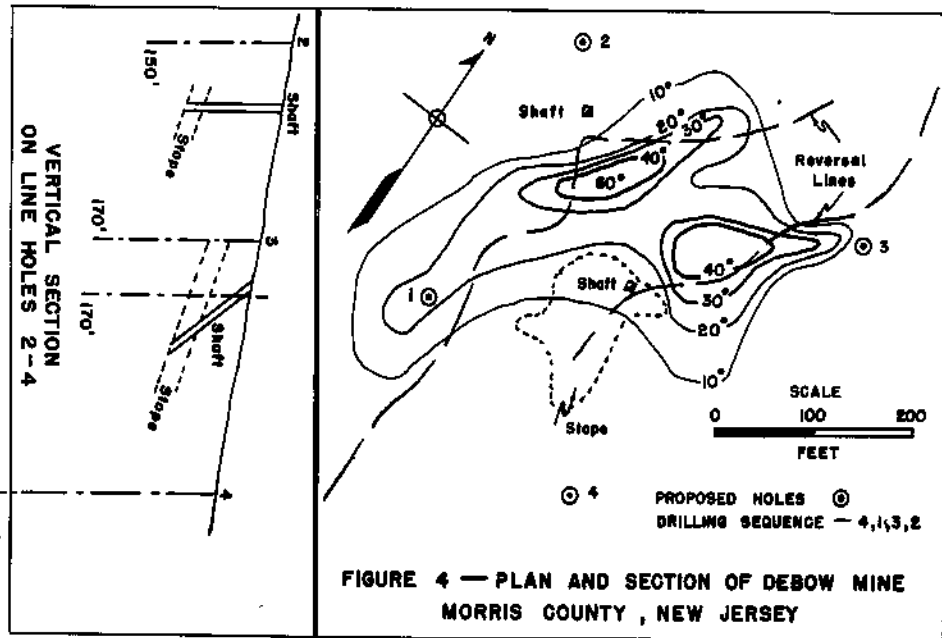 2
150'
Shaft
Stope
3
170'
170'
Shaft
Stope
4
VERTICAL SECTION
ON LINE HOLES 2-4
N
2
Shaft
10°
20°
30°
40°
60°
Reversal
Lines
3
1
Shaft
40°
30°
20°
10°
Stope
4
SCALE
0 100 200
FEET
PROPOSED HOLES
DRILLING SEQUENCE — 4,1,3,2
FIGURE 4 — PLAN AND SECTION OF DEBOW MINE
MORRIS COUNTY , NEW JERSEY